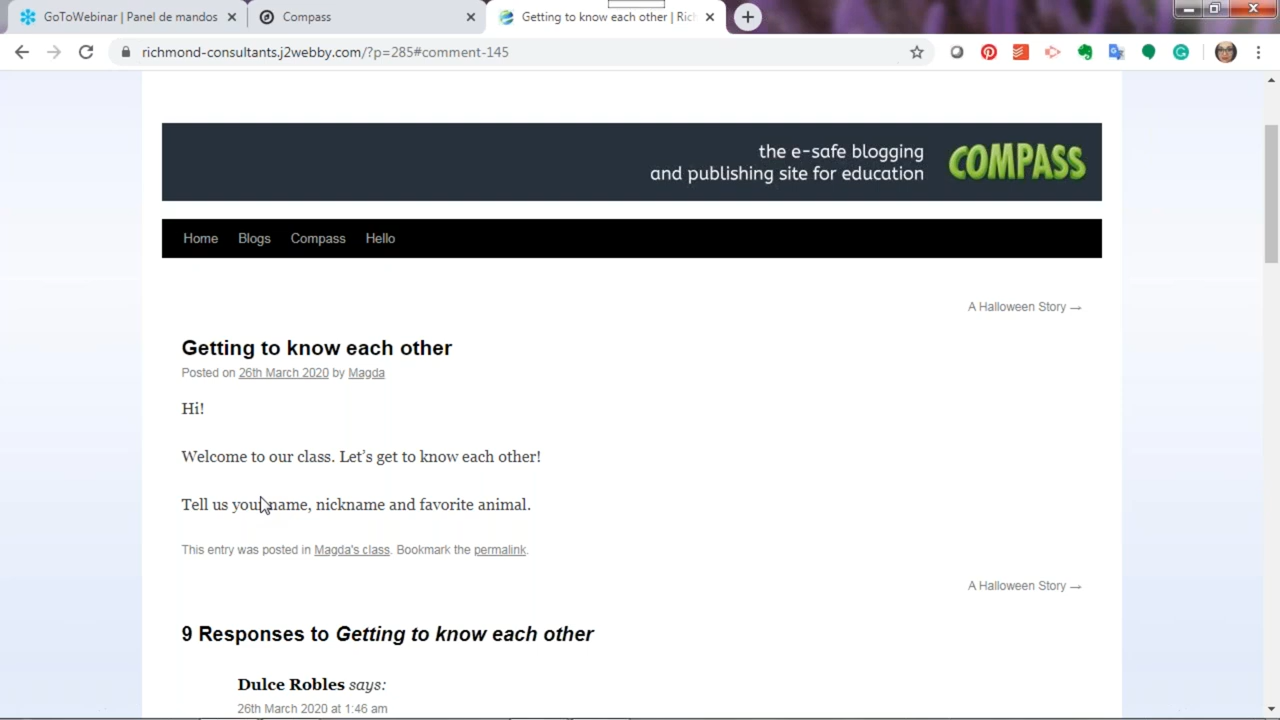 GoToWebinar | Panel de mandos
Compass
Getting to know each other | Ric
richmond-consultants.j2webby.com/?p=285#comment-145
the e-safe blogging
and publishing site for education
COMPASS
Home Blogs Compass Hello
A Halloween Story →
Getting to know each other
Posted on 26th March 2020 by Magda
Hi!
Welcome to our class. Let's get to know each other!
Tell us your name, nickname and favorite animal.
This entry was posted in Magda's class. Bookmark the permalink.
A Halloween Story →
9 Responses to Getting to know each other
Dulce Robles says:
26th March 2020 at 1:46 am